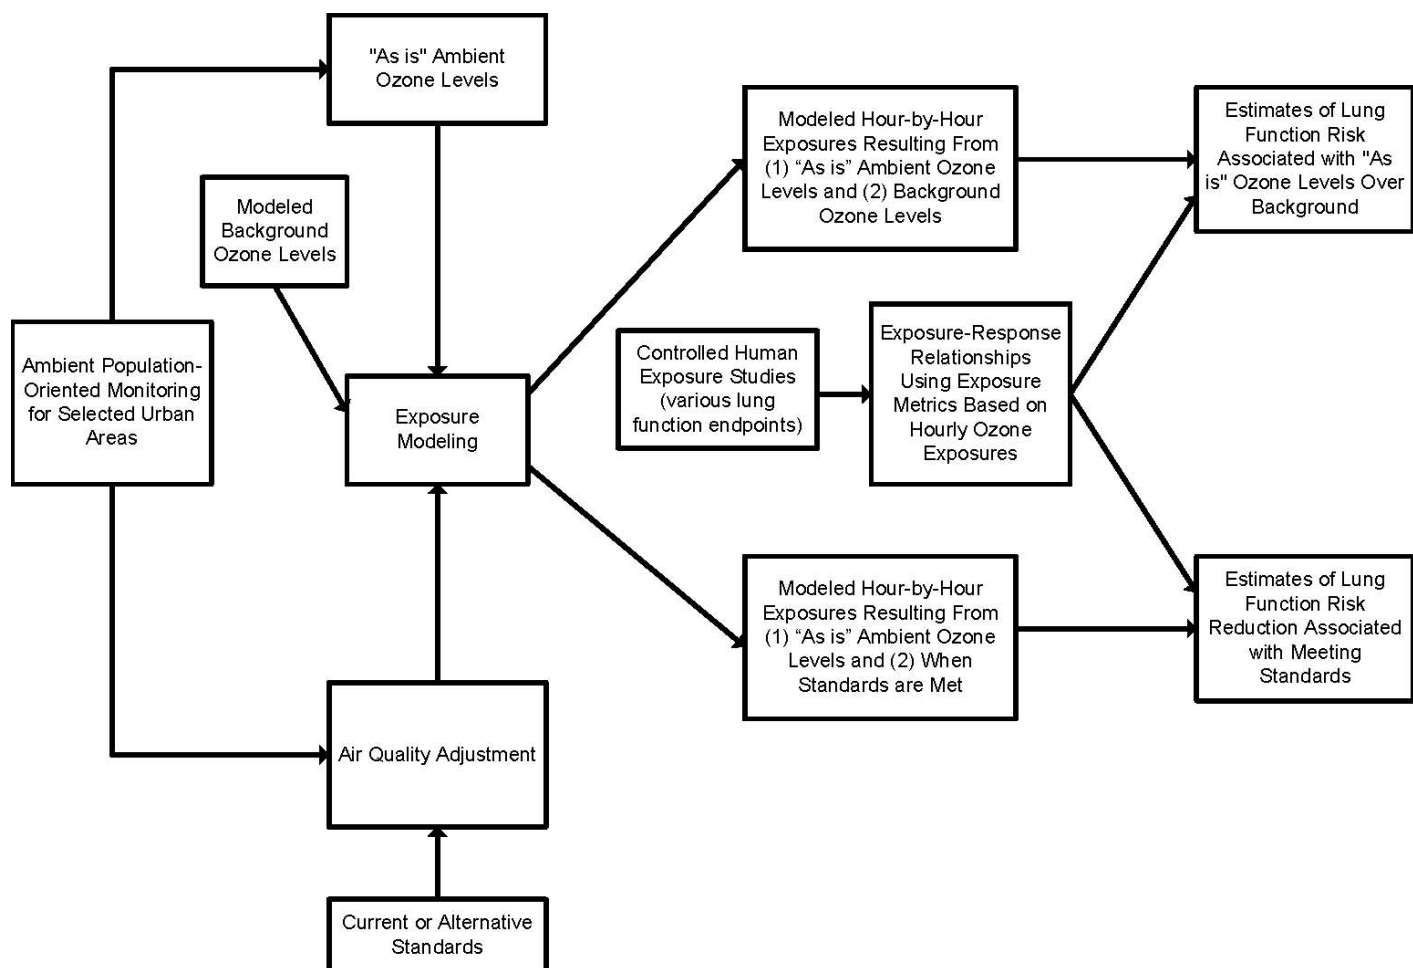 "As is" Ambient
Ozone Levels
Modeled
Background
Ozone Levels
Ambient Population-
Oriented Monitoring
for Selected Urban
Areas
Exposure
Modeling
Air Quality Adjustment
Current or Alternative
Standards
Modeled Hour-by-Hour
Exposures Resulting From
(1) “As is” Ambient Ozone
Levels and (2) Background
Ozone Levels
Controlled Human
Exposure Studies
(various lung
function endpoints)
Exposure-Response
Relationships
Using Exposure
Metrics Based on
Hourly Ozone
Exposures
Modeled Hour-by-Hour
Exposures Resulting From
(1) “As is” Ambient Ozone
Levels and (2) When
Standards are Met
Estimates of Lung
Function Risk
Associated with "As
is" Ozone Levels Over
Background
Estimates of Lung
Function Risk
Reduction Associated
with Meeting
Standards